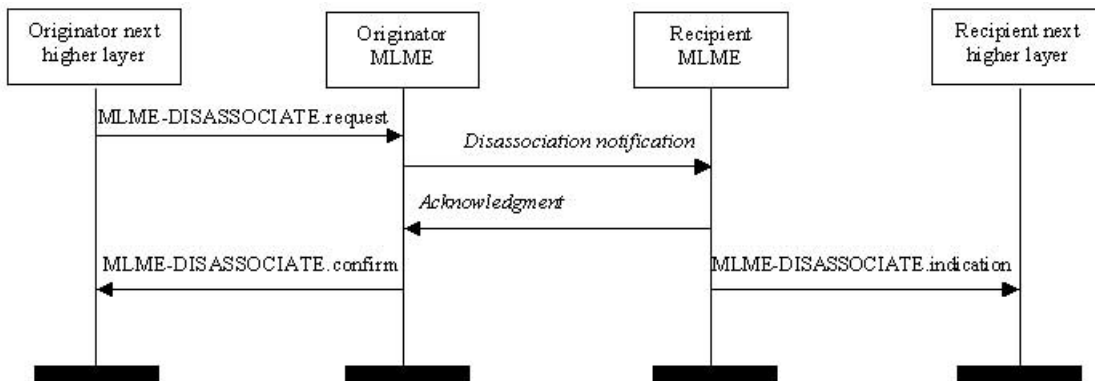 Originator next
higher layer
Originator
MLME
Recipient
MLME
Recipient next
higher layer
MLME-DISASSOCIATE.request
Disassociation notification
Acknowledgment
MLME-DISASSOCIATE.confirm
MLME-DISASSOCIATE.indication